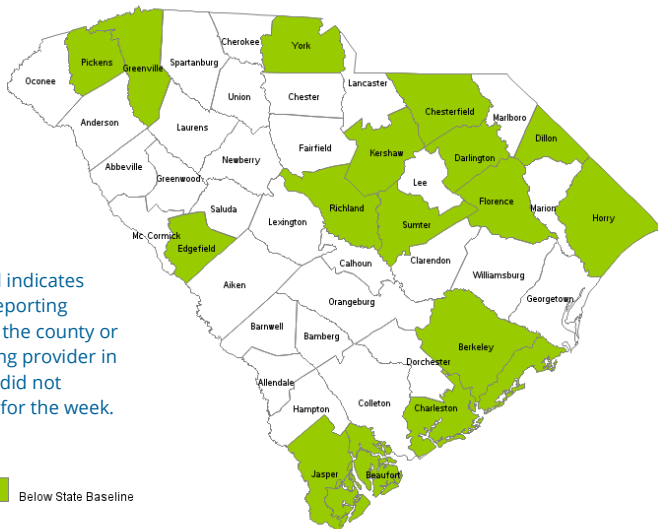 Cherokee
York
Pickens
Greenville
Spartanburg
Oconee
Lancaster
Union
Chester
Chesterfield
Marlboro
Anderson
Laurens
Dillon
Fairfield
Kershaw
Darlington
Abbeville
Newberry
Greenwood
Lee
Florence
Saluda
Richland
Marion
Horry
Lexington
Sumter
Mc Cormick
Edgefield
Calhoun
Clarendon
Aiken
Williamsburg
Orangeburg
Georgetown
Barnwell
Bamberg
Berkeley
Dorchester
Allendale
Colleton
Hampton
Charleston
Jasper
Beaufort
indicates
eporting
the county or
ng provider in
did not
for the week.
Below State Baseline